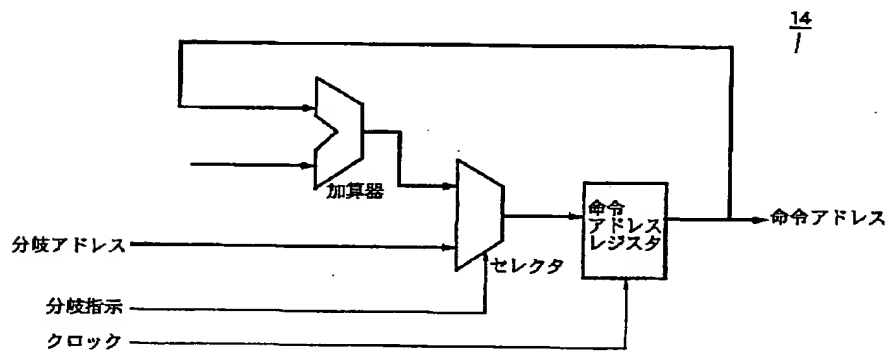 14
/
加算器
命令
アドレス
レジスタ
命令アドレス
分岐アドレス
セレクタ
分岐指示
クロック